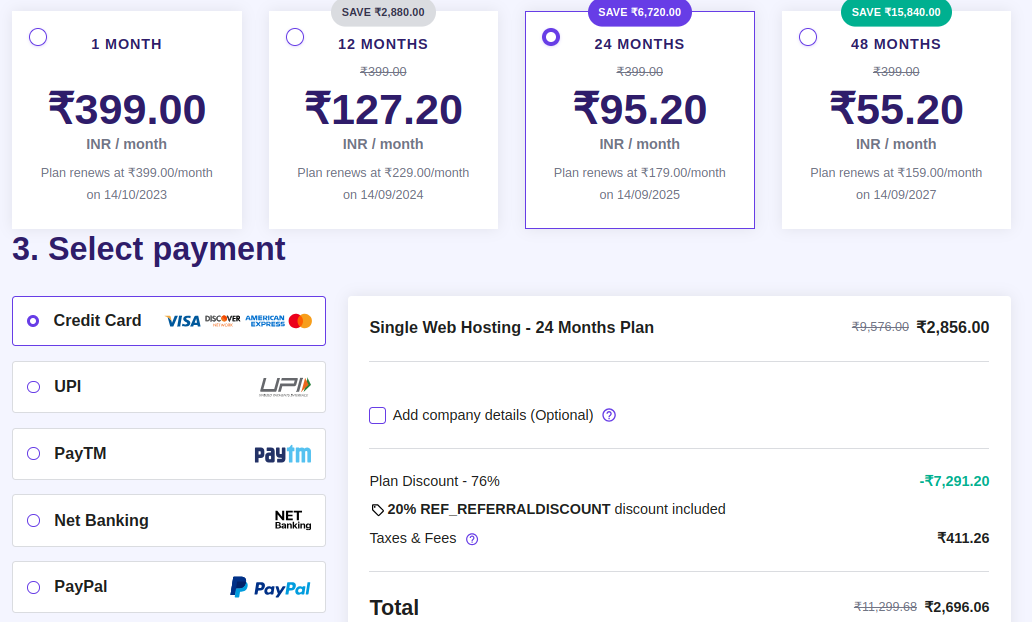 SAVE ₹2,880.00
SAVE ₹6,720.00
SAVE ₹15,840.00
1 MONTH
₹399.00
INR / month
Plan renews at ₹399.00/month
on 14/10/2023
12 MONTHS
₹399.00
₹127.20
INR / month
Plan renews at ₹229.00/month
on 14/09/2024
24 MONTHS
₹399.00
₹95.20
INR / month
Plan renews at ₹179.00/month
on 14/09/2025
48 MONTHS
₹399.00
₹55.20
INR / month
Plan renews at ₹159.00/month
on 14/09/2027
3. Select payment
Credit Card VISA DISCOVER NETWORK AMERICAN EXPRESS
UPI UPI
PayTM paytm
Net Banking NET Banking
PayPal PayPal
Single Web Hosting - 24 Months Plan ₹9,576.00 ₹2,856.00
Add company details (Optional) ?
Plan Discount - 76% -₹7,291.20
20% REF_REFERRALDISCOUNT discount included
Taxes & Fees ? ₹411.26
Total ₹11,299.68 ₹2,696.06